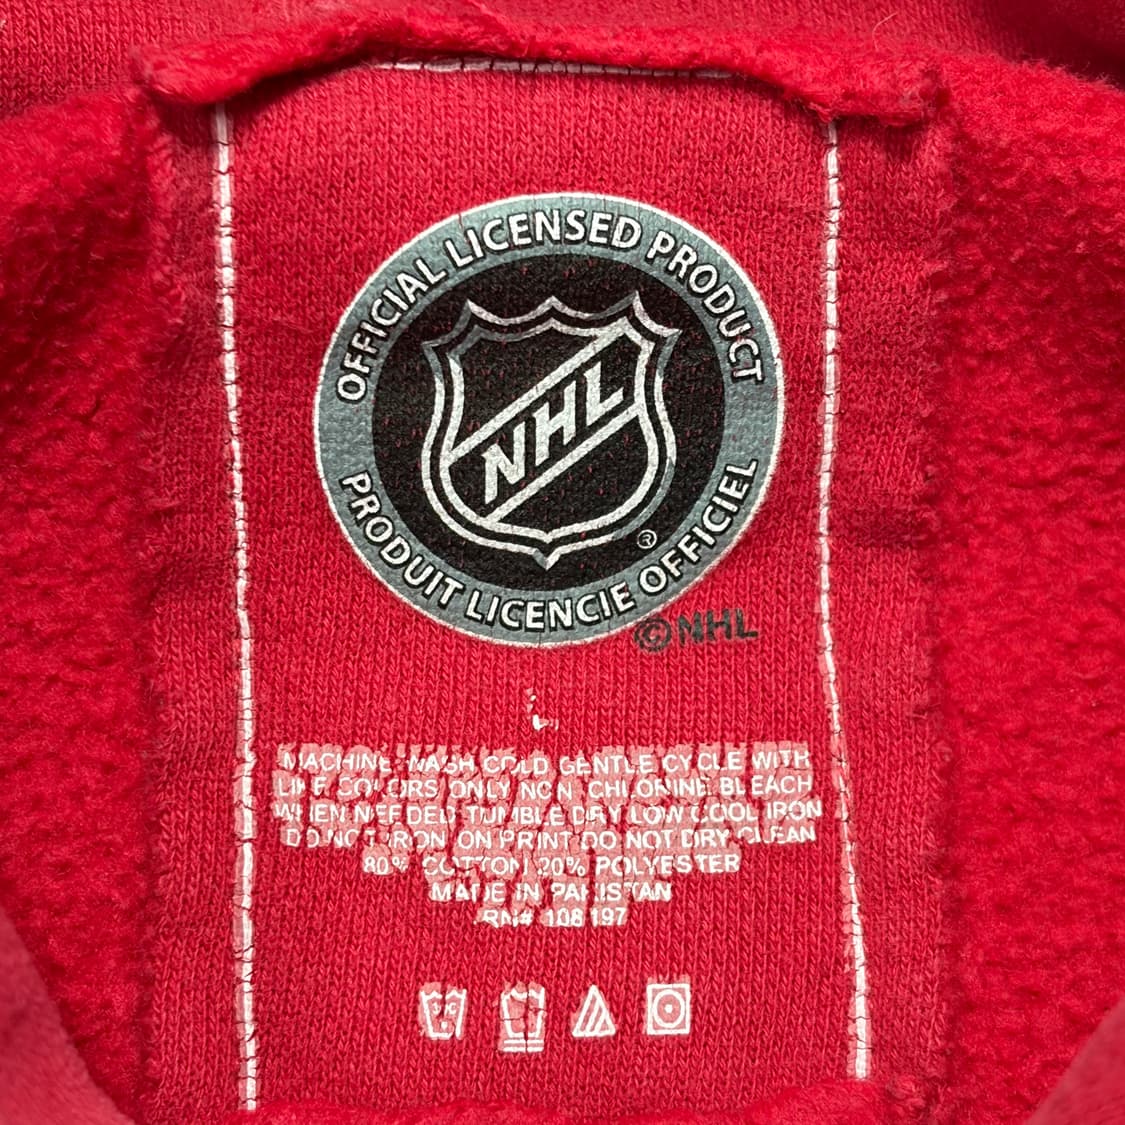 OFFICIAL LICENSED PRODUCT
NHL
®
PRODUIT LICENCIE OFFICIEL
©NHL
L
MACHINE WASH COLD GENTLE CYCLE WITH
LIKE COLORS ONLY NON CHLORINE BLEACH
WHEN NEEDED TUMBLE DRY LOW COOL IRON
DO NOT IRON ON PRINT DO NOT DRY CLEAN
80% COTTON 20% POLYESTER
MADE IN PAKISTAN
RN# 108197